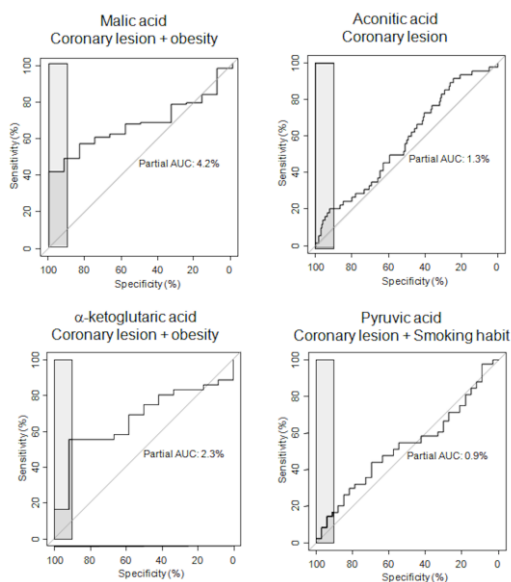 Malic acid
Coronary lesion + obesity
Sensitivity (%)
100
80
60
40
20
0
Partial AUC: 4.2%
100 80 60 40 20 0
Specificity (%)
Aconitic acid
Coronary lesion
Sensitivity (%)
100
80
60
40
20
0
Partial AUC: 1.3%
100 80 60 40 20 0
Specificity (%)
α-ketoglutaric acid
Coronary lesion + obesity
Sensitivity (%)
100
80
60
40
20
0
Partial AUC: 2.3%
100 80 60 40 20 0
Specificity (%)
Pyruvic acid
Coronary lesion + Smoking habit
Sensitivity (%)
100
80
60
40
20
0
Partial AUC: 0.9%
100 80 60 40 20 0
Specificity (%)